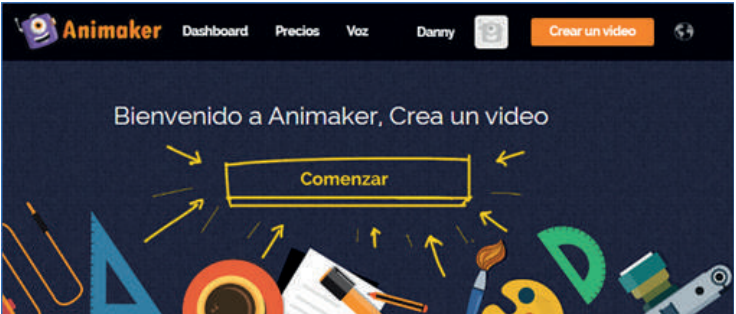 Animaker Dashboard Precios Voz Danny Crear un video
Bienvenido a Animaker, Crea un video
Comenzar